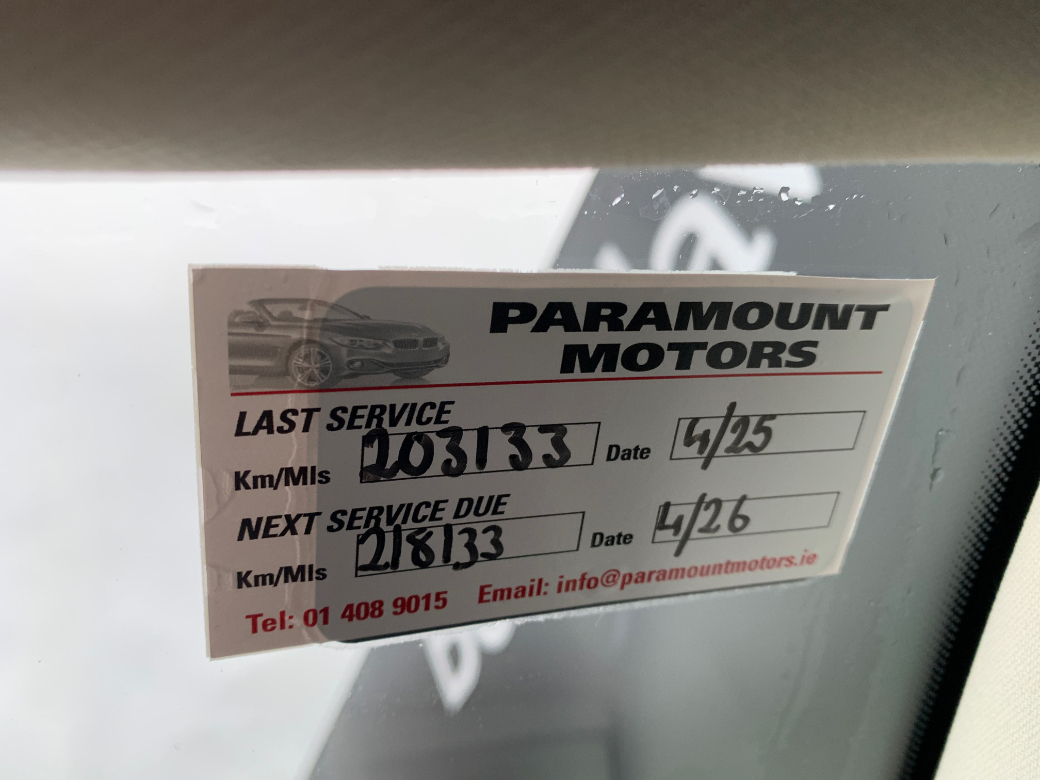 PARAMOUNT
MOTORS
LAST SERVICE
Km/Mls 203133 Date 4/25
NEXT SERVICE DUE
Km/Mls 218133 Date 4/26
Tel: 01 408 9015 Email: info@paramountmotors.ie